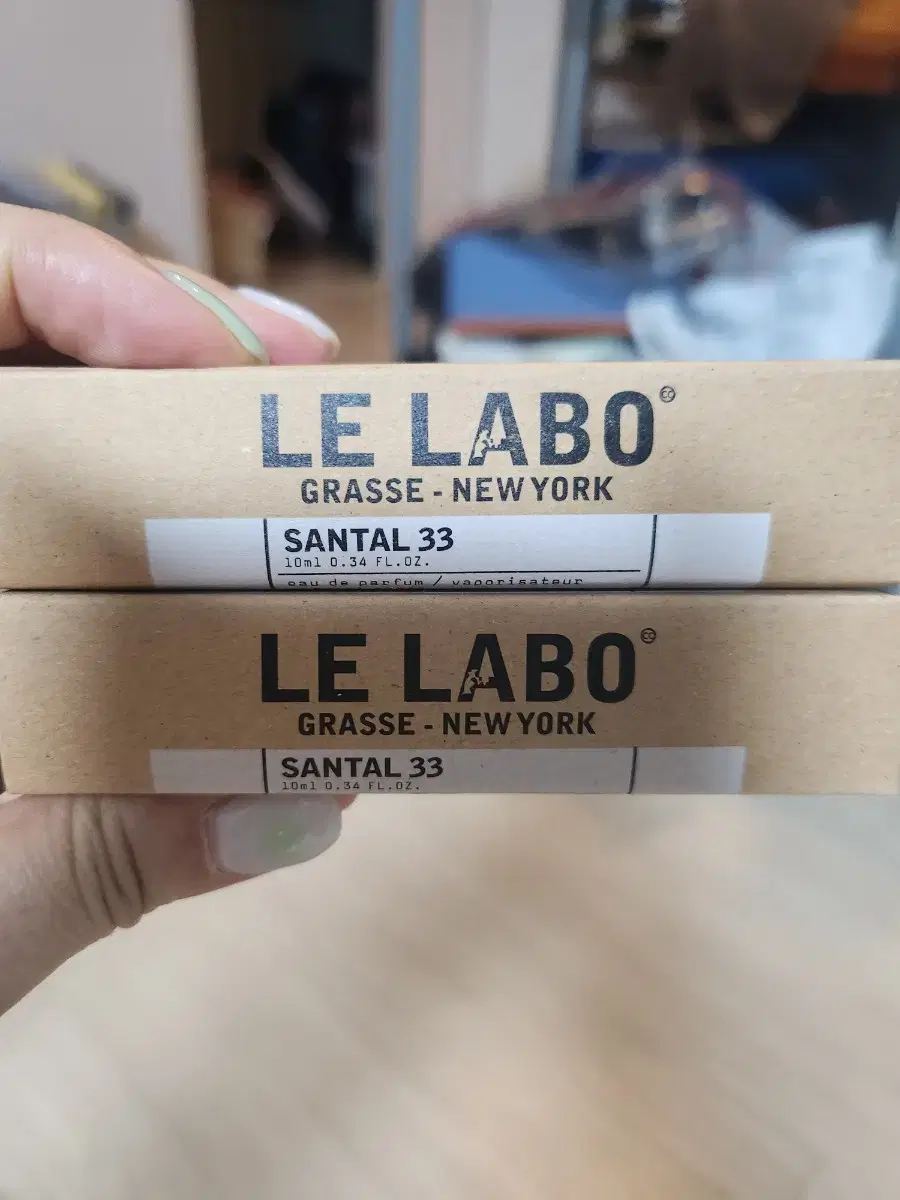 LE LABO
GRASSE - NEW YORK
SANTAL 33
10ml 0.34 FL.OZ.
eau de parfum / vaporisateur
LE LABO
GRASSE - NEW YORK
SANTAL 33
10ml 0.34 FL.OZ.